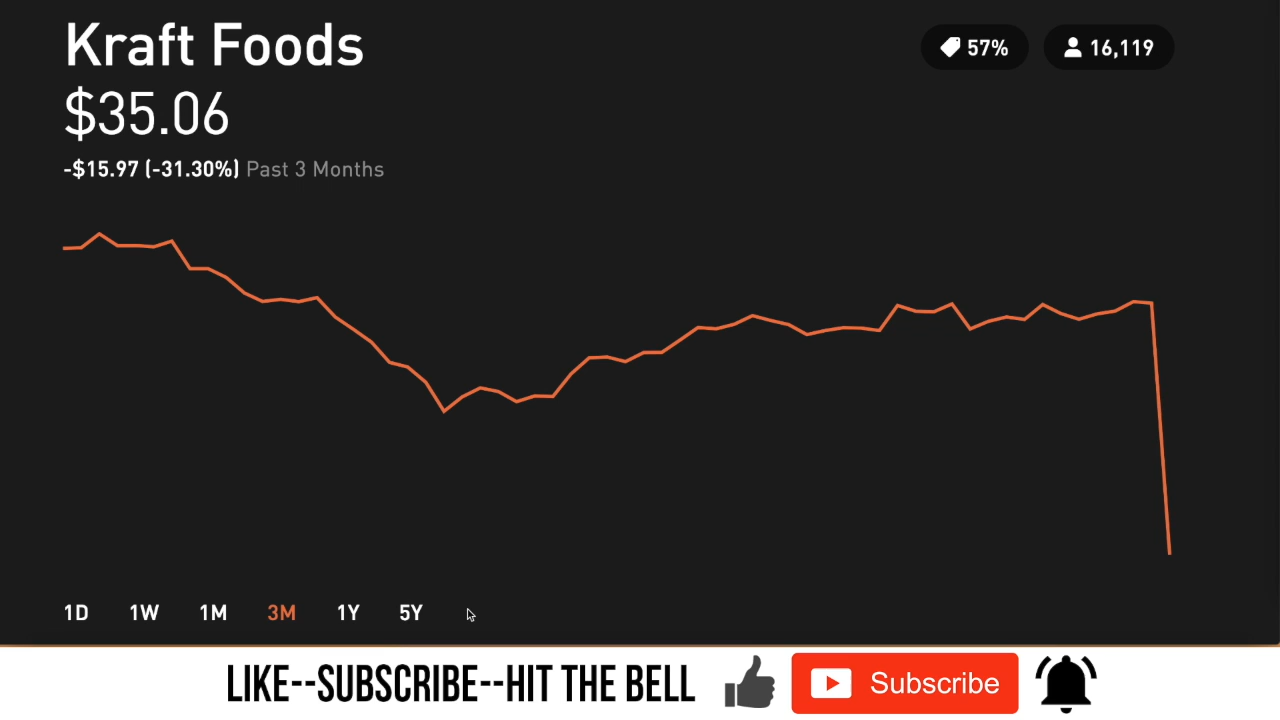 Kraft Foods
57%
16,119
$35.06
-$15.97 (-31.30%) Past 3 Months
1D 1W 1M 3M 1Y 5Y
LIKE--SUBSCRIBE--HIT THE BELL
Subscribe